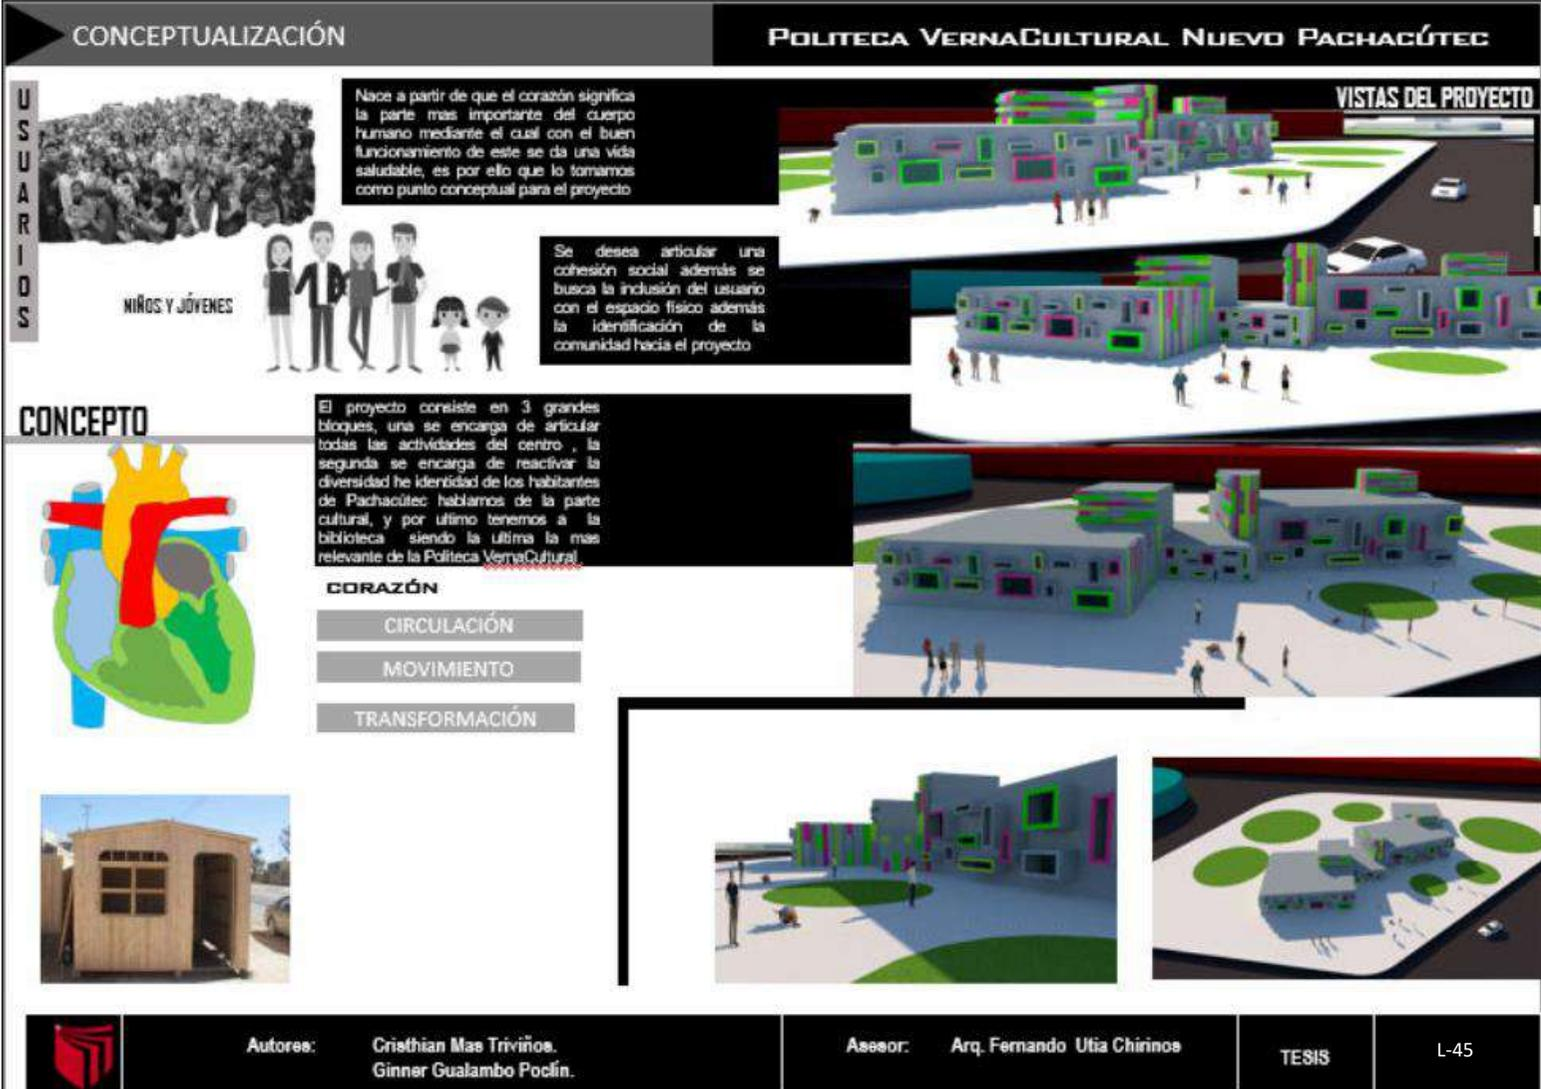 CONCEPTUALIZACIÓN
POLITECA VERNACULTURAL NUEVO PACHACÚTEC
USUARIOS
Nace a partir de que el corazón significa
la parte mas importante del cuerpo
humano mediante el cual con el buen
funcionamiento de este se da una vida
saludable, es por ello que lo tomamos
como punto conceptual para el proyecto
VISTAS DEL PROYECTO
Se desea articular una
cohesión social además se
busca la inclusión del usuario
con el espacio físico además
la identificación de la
comunidad hacia el proyecto
NIÑOS Y JÓVENES
CONCEPTO
El proyecto consiste en 3 grandes
bloques, una se encarga de articular
todas las actividades del centro , la
segunda se encarga de reactivar la
diversidad he identidad de los habitantes
de Pachacútec hablamos de la parte
cultural, y por ultimo tenemos a la
biblioteca siendo la ultima la mas
relevante de la Politeca VernaCultural
CORAZÓN
CIRCULACIÓN
MOVIMIENTO
TRANSFORMACIÓN
Autores:
Cristhian Mas Triviños.
Ginner Gualambo Poclin.
Asesor:
Arq. Fernando Utia Chirinos
TESIS
L-45